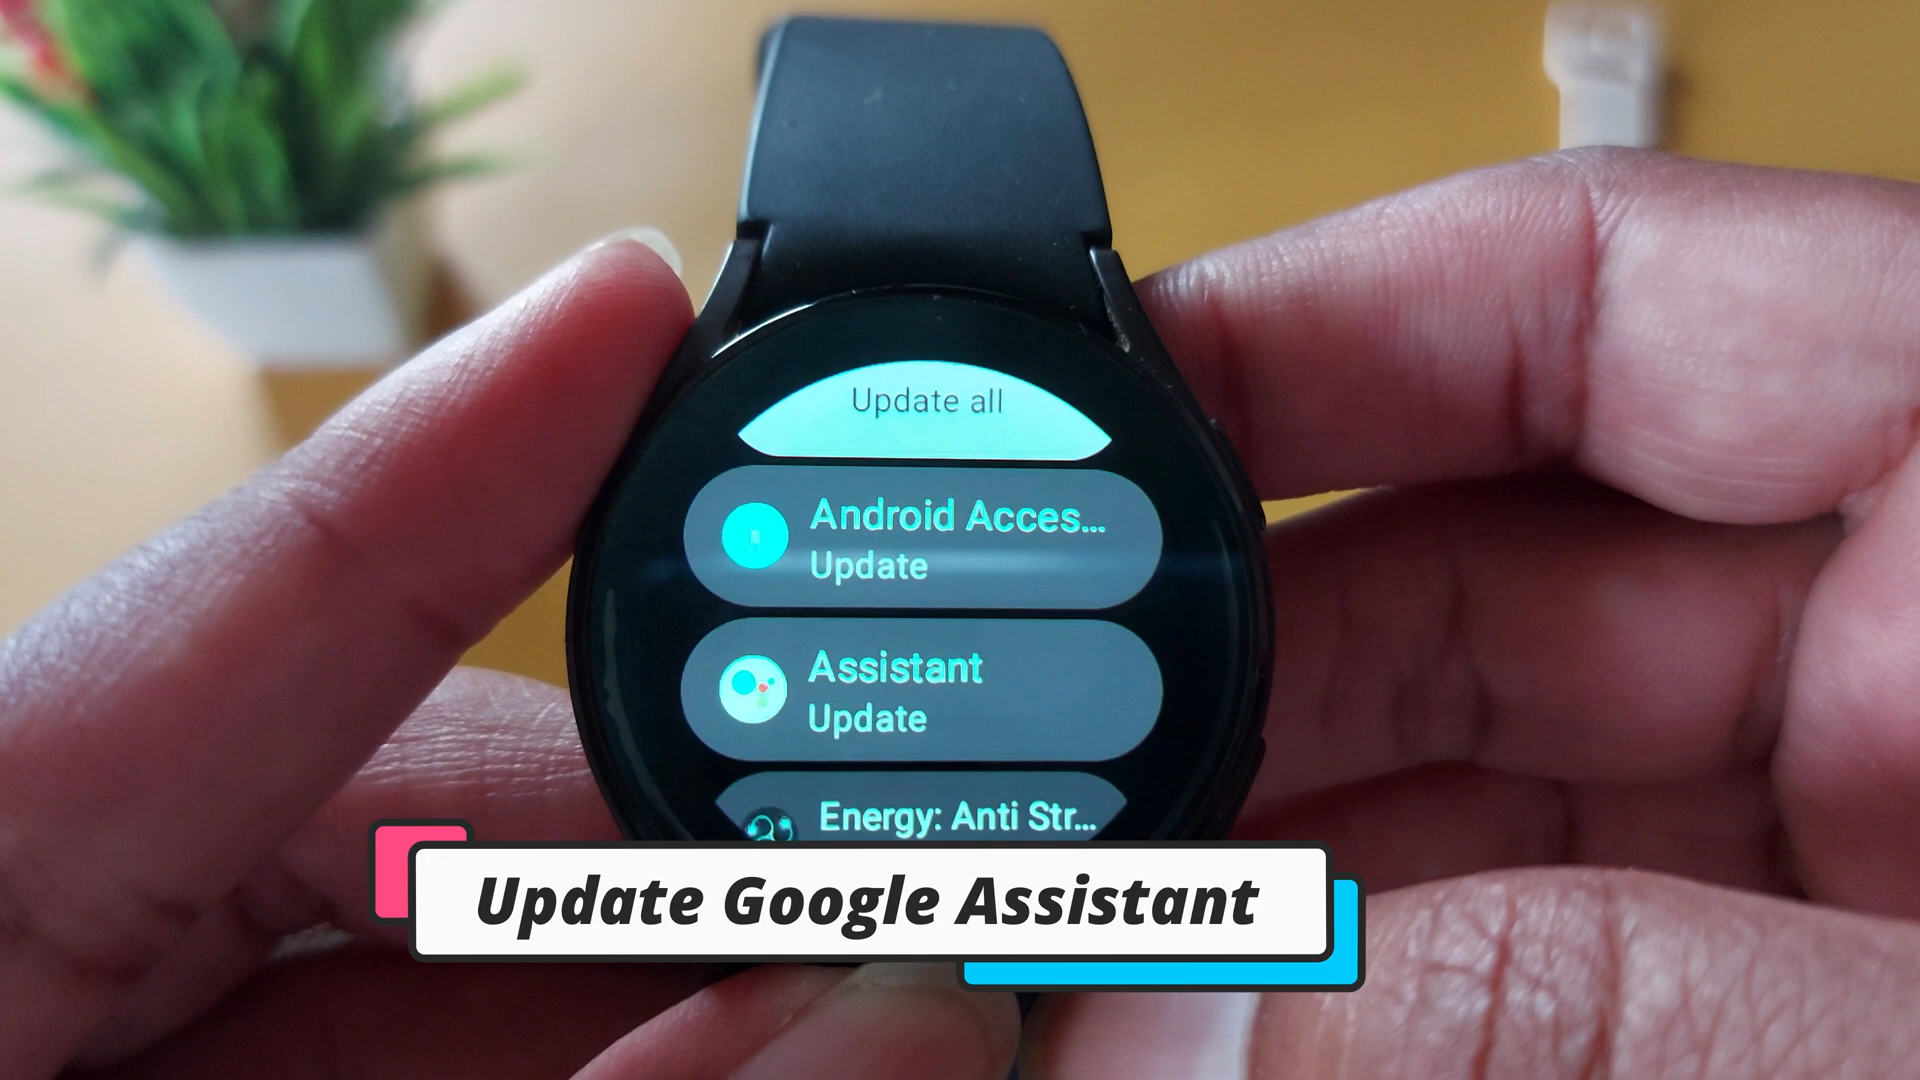 Update all
Android Acces...
Update
Assistant
Update
Energy: Anti Str...
Update Google Assistant